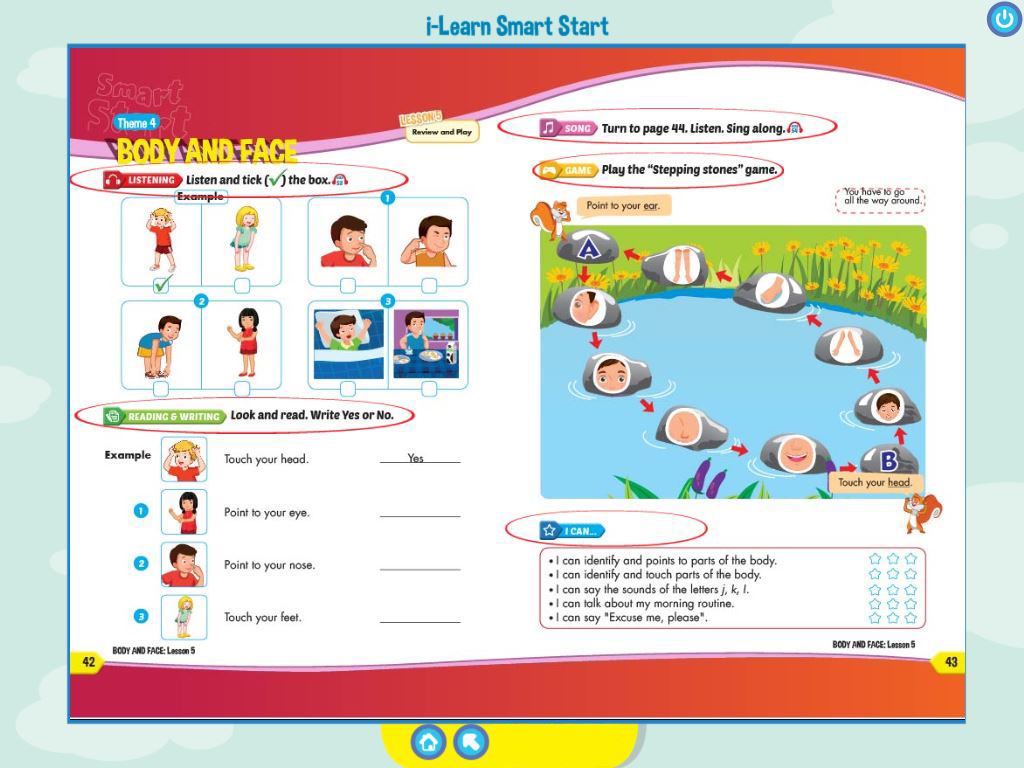 i-Learn Smart Start
Smart
Start
Theme 4
BODY AND FACE
LESSON 5
Review and Play
LISTENING Listen and tick (✓) the box.
Example
1
2
3
READING & WRITING Look and read. Write Yes or No.
Example Touch your head. Yes
1 Point to your eye.
2 Point to your nose.
3 Touch your feet.
BODY AND FACE: Lesson 5
42
SONG Turn to page 44. Listen. Sing along.
GAME Play the “Stepping stones” game.
Point to your ear.
You have to go
all the way around.
A
B
Touch your head.
I CAN...
• I can identify and points to parts of the body.
• I can identify and touch parts of the body.
• I can say the sounds of the letters j, k, l.
• I can talk about my morning routine.
• I can say "Excuse me, please".
BODY AND FACE: Lesson 5
43